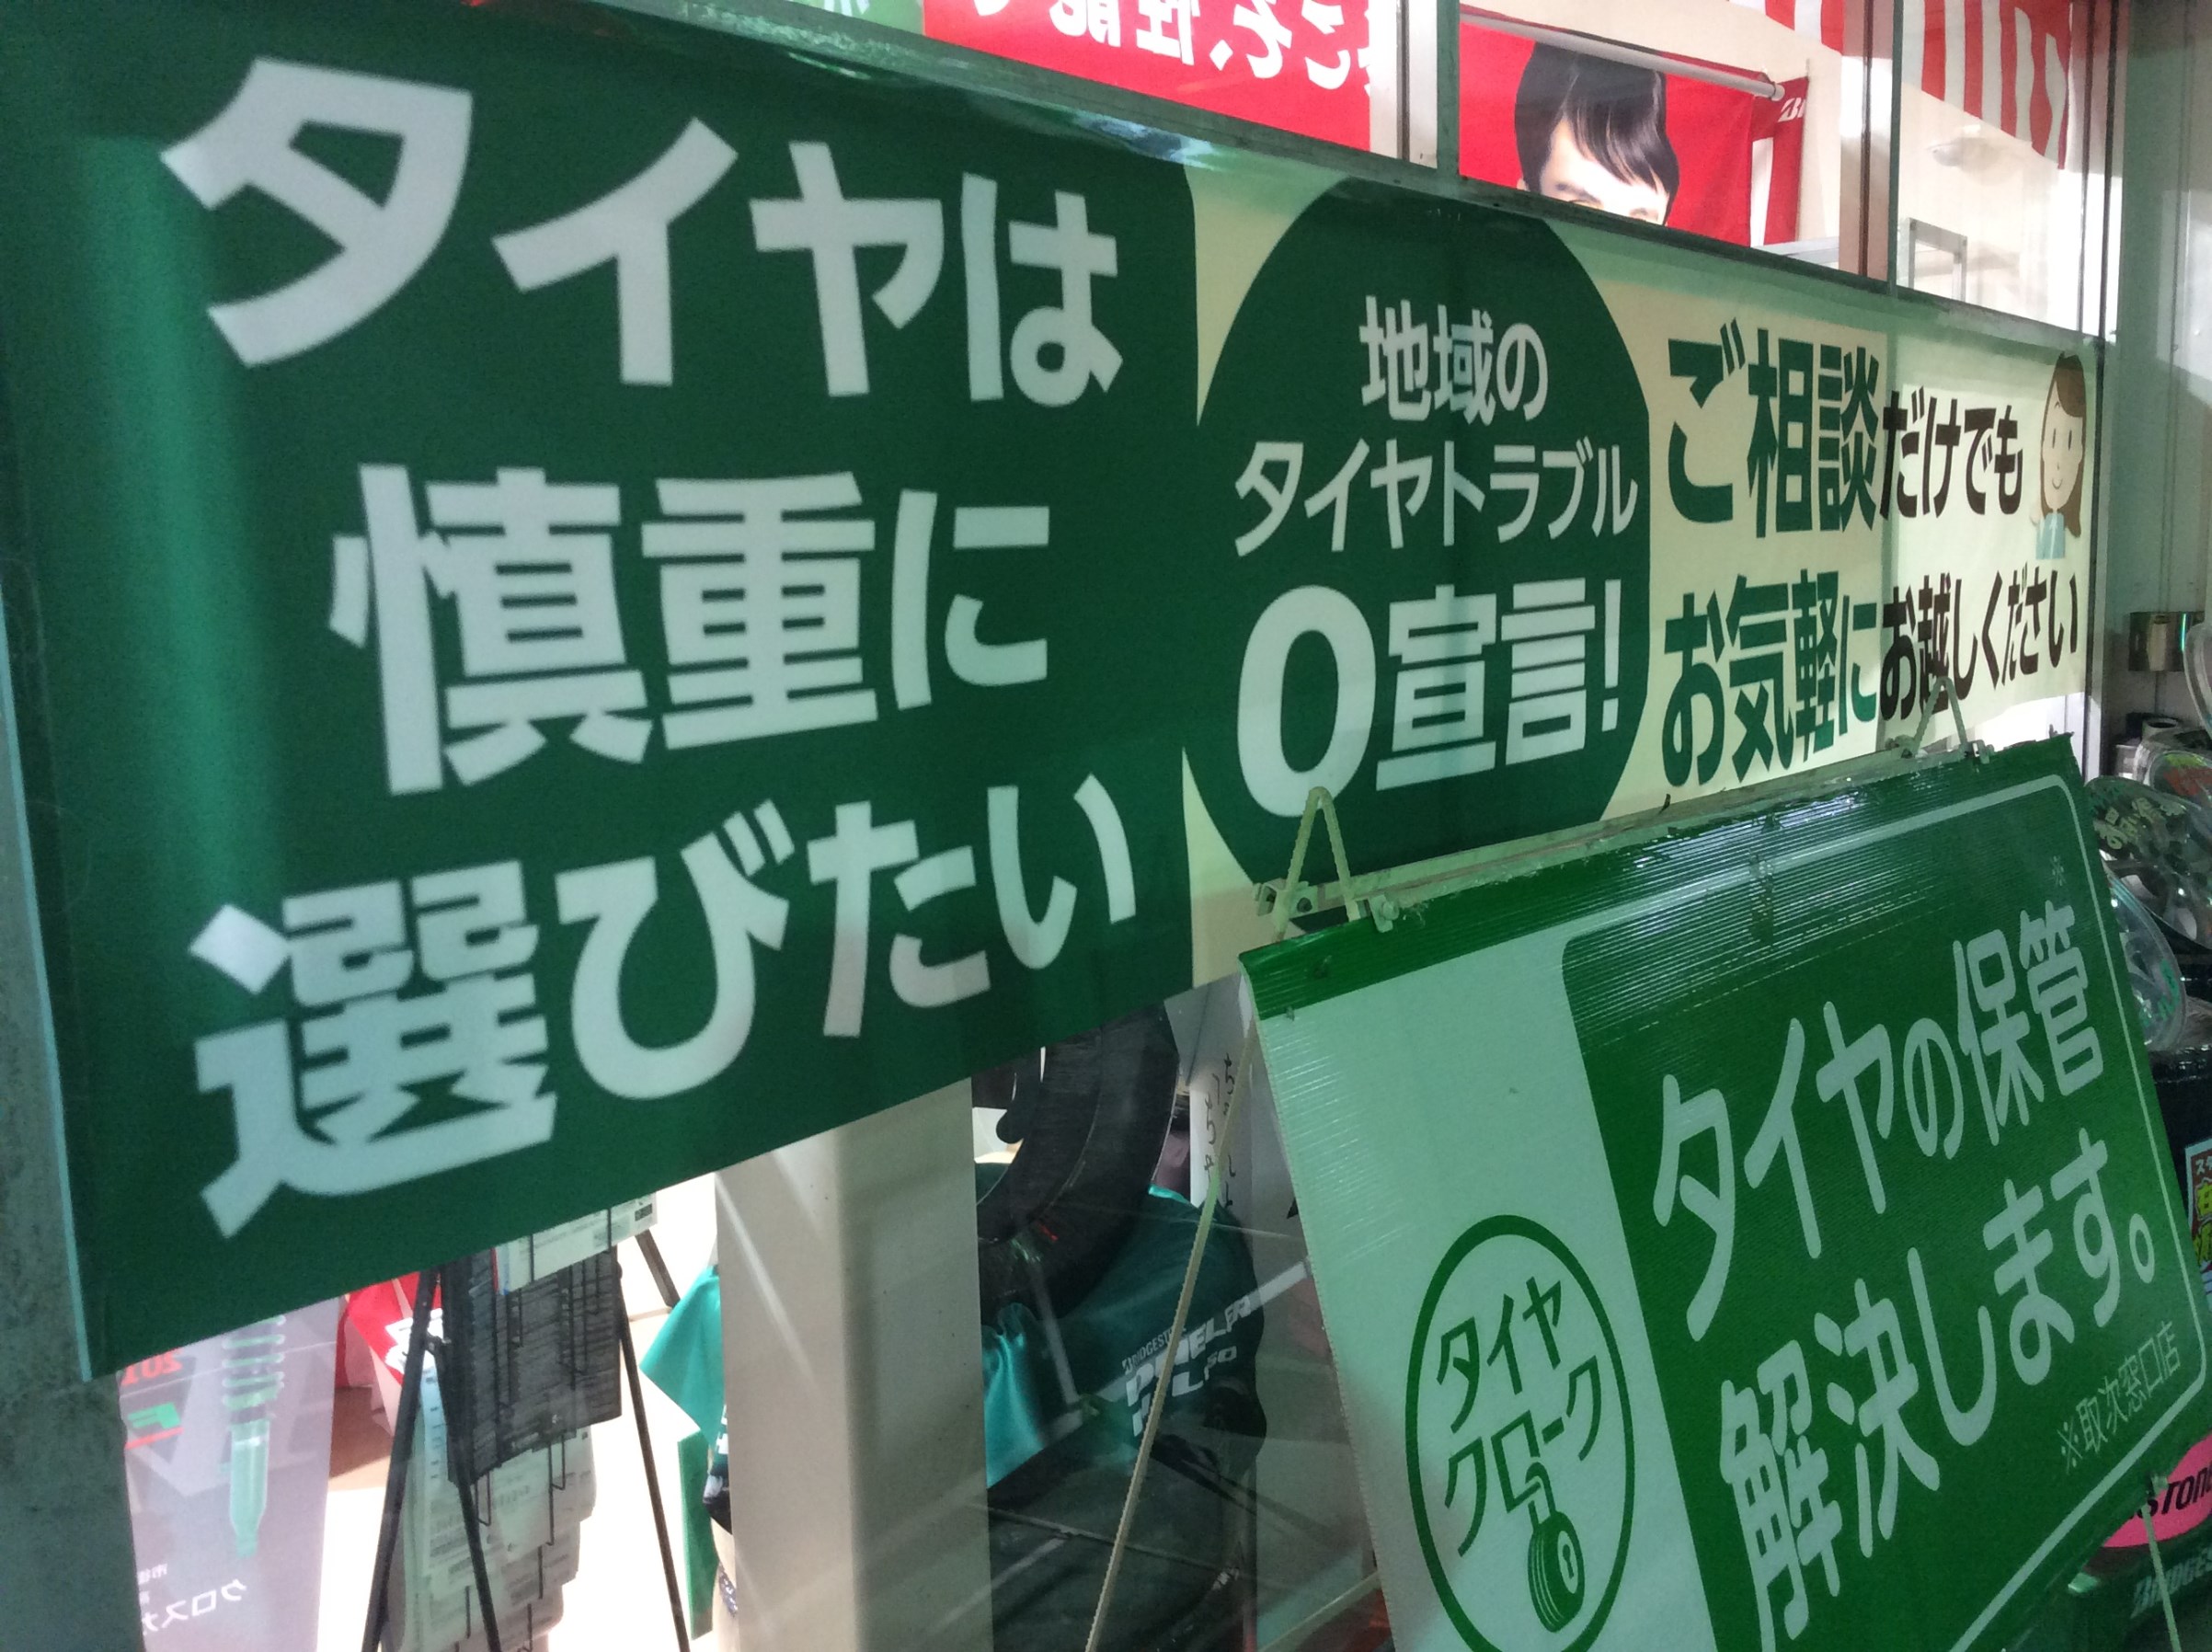 タイヤは
慎重に
選びたい
地域の
タイヤトラブル
0宣言!
ご相談だけでも
お気軽にお越しください
タイヤの保管
解決します。
※取次窓口店
タイヤ
クローク
BRIDGESTONE